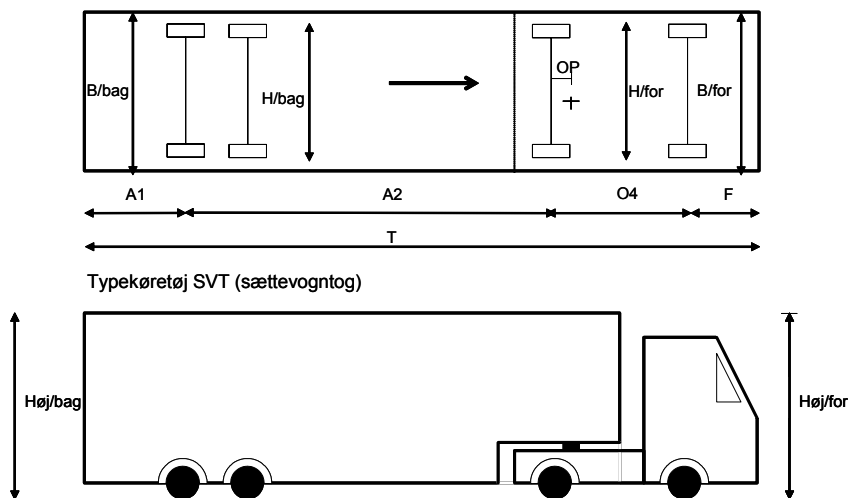 B/bag
H/bag
OP
H/for
B/for
A1
A2
O4
F
T
Typekøretøj SVT (sættevogntog)
Høj/bag
Høj/for